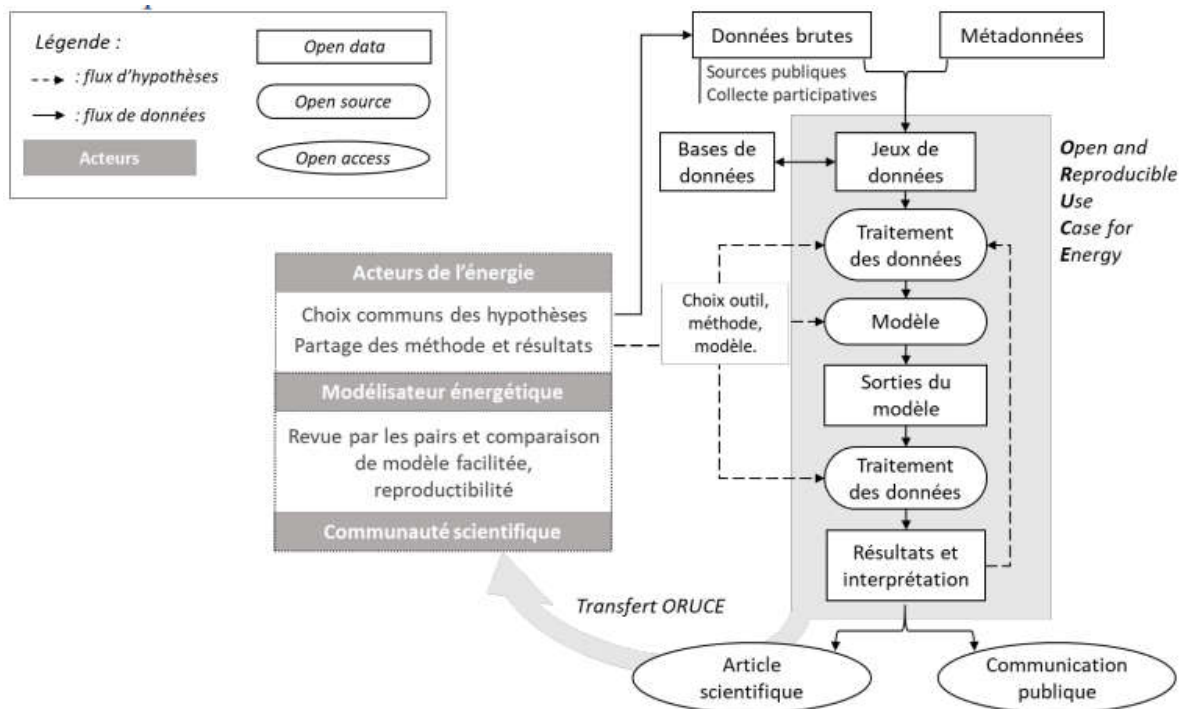 Légende :
: flux d'hypothèses
: flux de données
Acteurs
Open data
Open source
Open access
Données brutes
Métadonnées
Sources publiques
Collecte participatives
Bases de
données
Jeux de
données
Open and
Reproducible
Use
Case for
Energy
Traitement
des données
Acteurs de l'énergie
Choix communs des hypothèses
Partage des méthode et résultats
Choix outil,
méthode,
modèle.
Modèle
Modélisateur énergétique
Sorties du
modèle
Revue par les pairs et comparaison
de modèle facilitée,
reproductibilité
Traitement
des données
Communauté scientifique
Résultats et
interprétation
Transfert ORUCE
Article
scientifique
Communication
publique